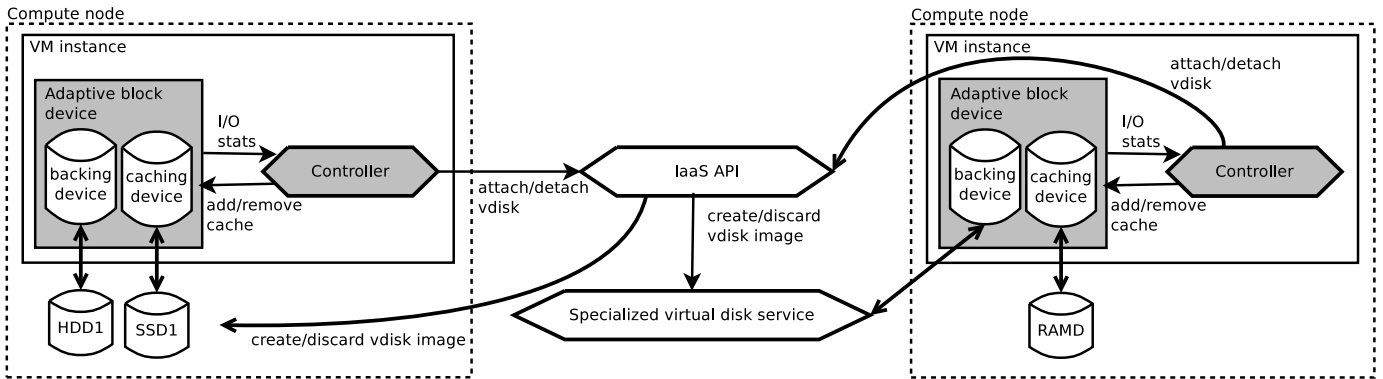 Compute node
VM instance
Adaptive block
device
backing
device
caching
device
I/O
stats
Controller
add/remove
cache
HDD1
SSD1
attach/detach
vdisk
IaaS API
create/discard
vdisk image
Specialized virtual disk service
create/discard vdisk image
Compute node
VM instance
attach/detach
vdisk
Adaptive block
device
backing
device
caching
device
I/O
stats
Controller
add/remove
cache
RAMD